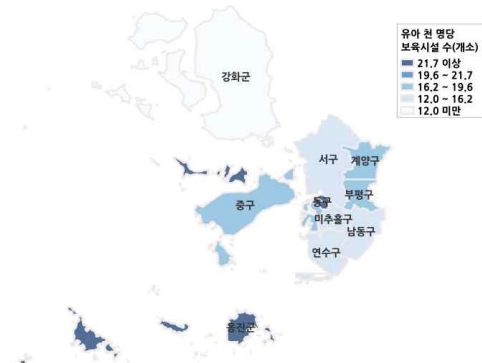 유아 천 명당
보육시설 수(개소)
21.7 이상
19.6 ~ 21.7
16.2 ~ 19.6
12.0 ~ 16.2
12.0 미만
강화군
서구
계양구
부평구
동구
중구
미추홀구
남동구
연수구
옹진군